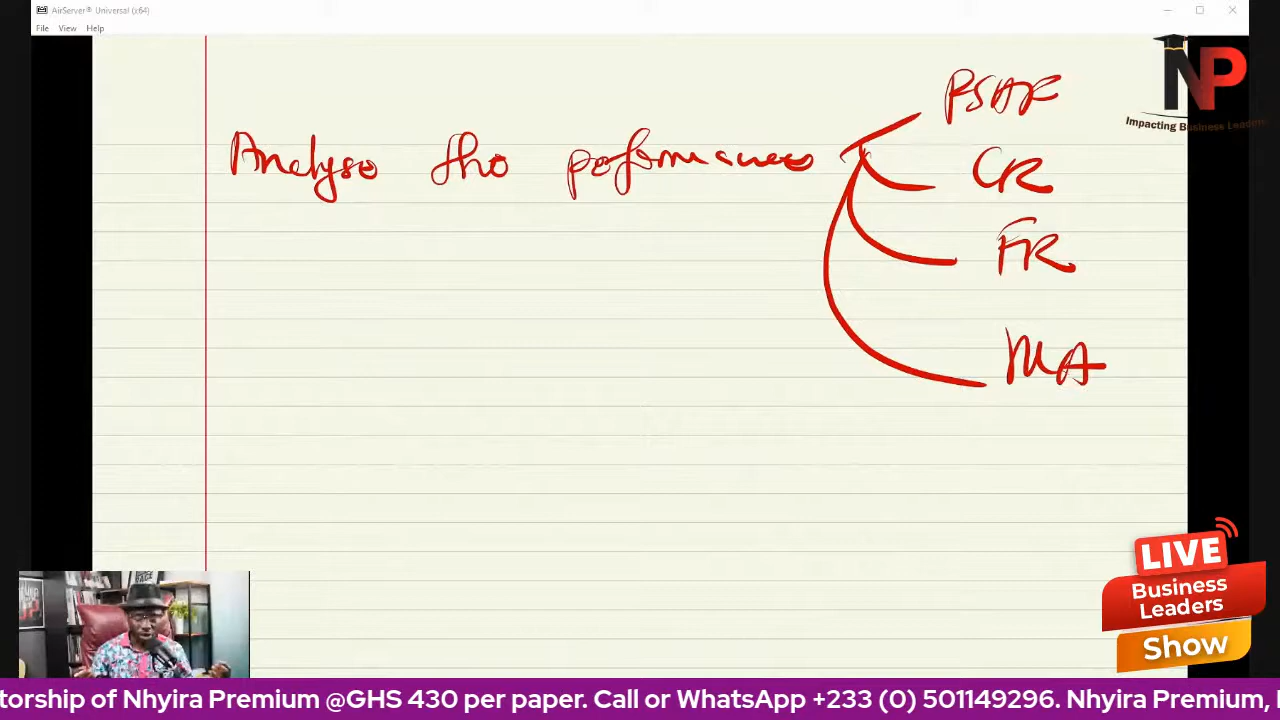 AirServer® Universal (x64)
File View Help
NP
Impacting Business Leaders
Analyse the performance
PSAF
CR
FR
MA
LIVE
Business
Leaders
Show
torship of Nhyira Premium @GHS 430 per paper. Call or WhatsApp +233 (0) 501149296. Nhyira Premium,